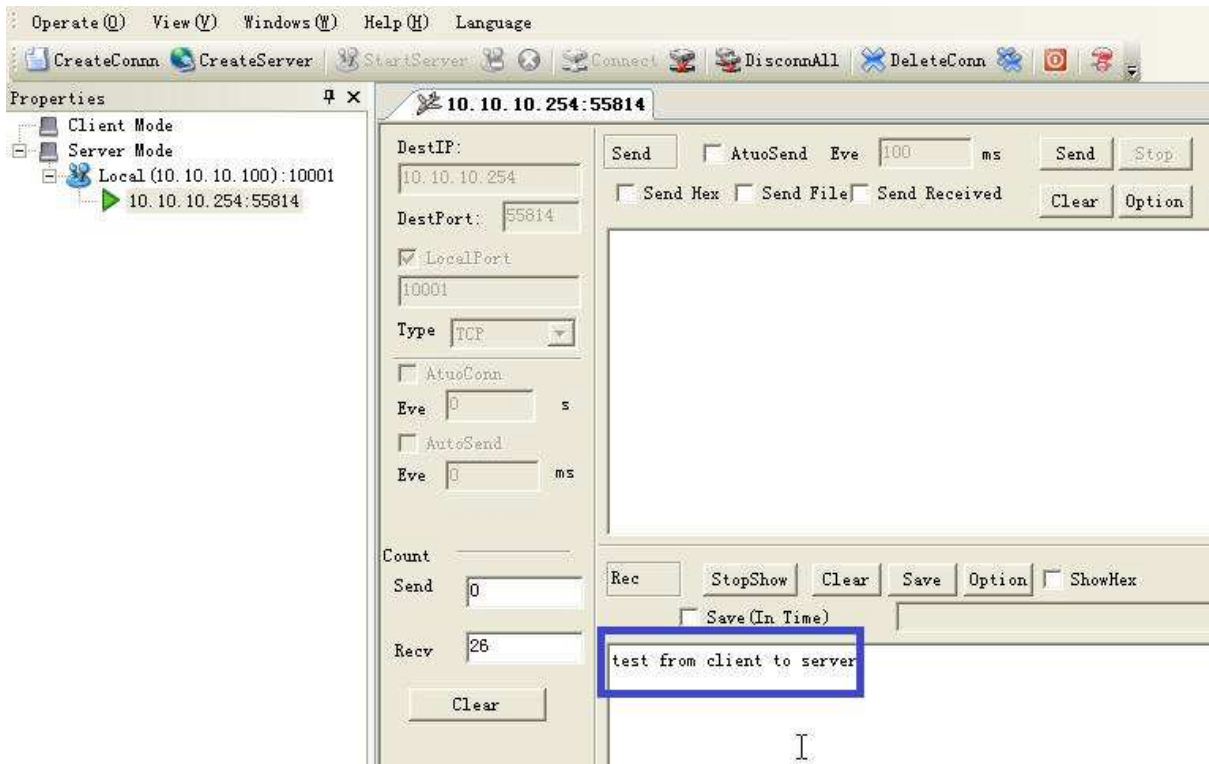 Operate(O) View(V) Windows(W) Help(H) Language
CreateConnn CreateServer StartServer Connect DisconnAll DeleteConn
Properties
Client Mode
Server Mode
Local(10.10.10.100):10001
10.10.10.254:55814
10.10.10.254:55814
DestIP:
10.10.10.254
DestPort: 55814
LocalPort
10001
Type TCP
AtuoConn
Eve 0 s
AutoSend
Eve 0 ms
Count
Send 0
Recv 26
Clear
Send AtuoSend Eve 100 ms Send Stop
Send Hex Send File Send Received Clear Option
Rec StopShow Clear Save Option ShowHex
Save(In Time)
test from client to server